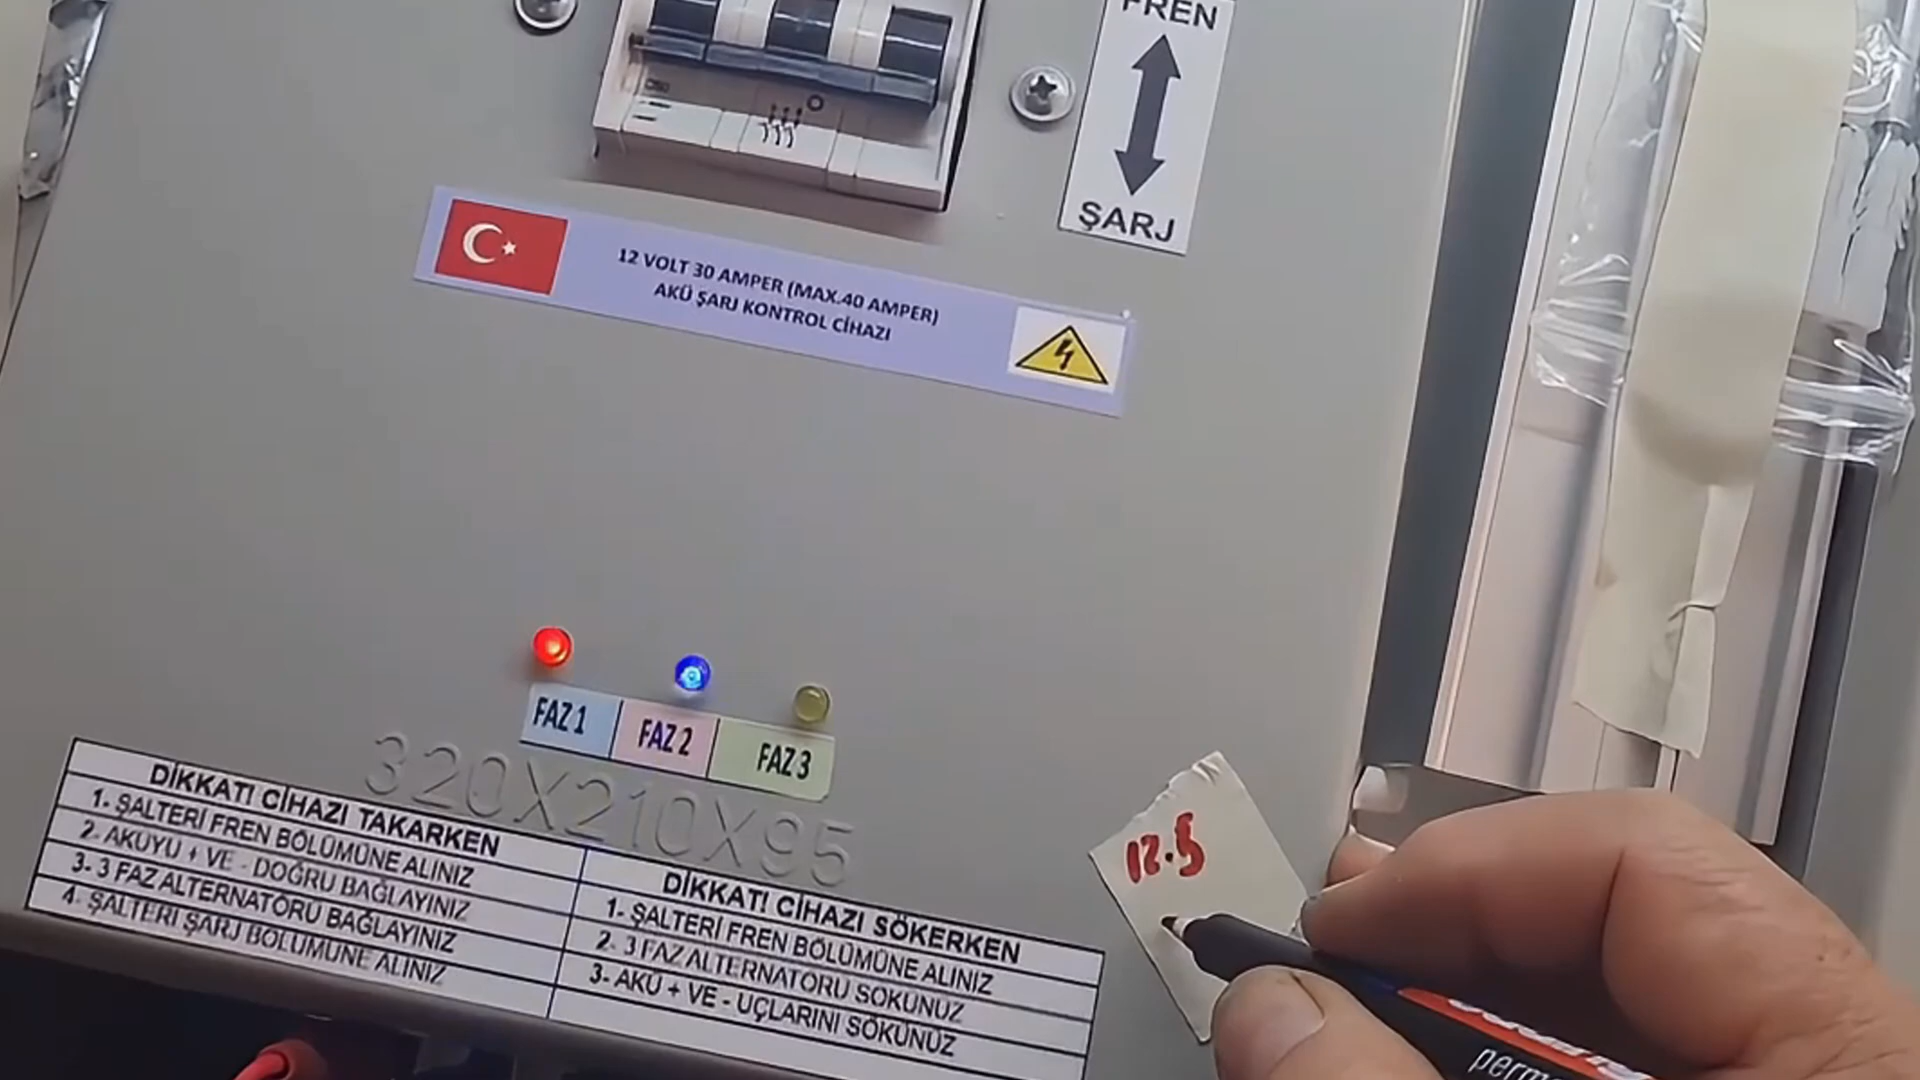 FREN
ŞARJ
12 VOLT 30 AMPER (MAX.40 AMPER)
AKÜ ŞARJ KONTROL CİHAZI
FAZ 1
FAZ 2
FAZ 3
320X210X95
DİKKAT! CİHAZI TAKARKEN
1- ŞALTERİ FREN BÖLÜMÜNE ALINIZ
2- AKÜYÜ + VE - DOĞRU BAĞLAYINIZ
3- 3 FAZ ALTERNATÖRÜ BAĞLAYINIZ
4- ŞALTERİ ŞARJ BÖLÜMÜNE ALINIZ
DİKKAT! CİHAZI SÖKERKEN
1- ŞALTERİ FREN BÖLÜMÜNE ALINIZ
2- 3 FAZ ALTERNATÖRÜ SÖKÜNÜZ
3- AKÜ + VE - UÇLARINI SÖKÜNÜZ
12.5